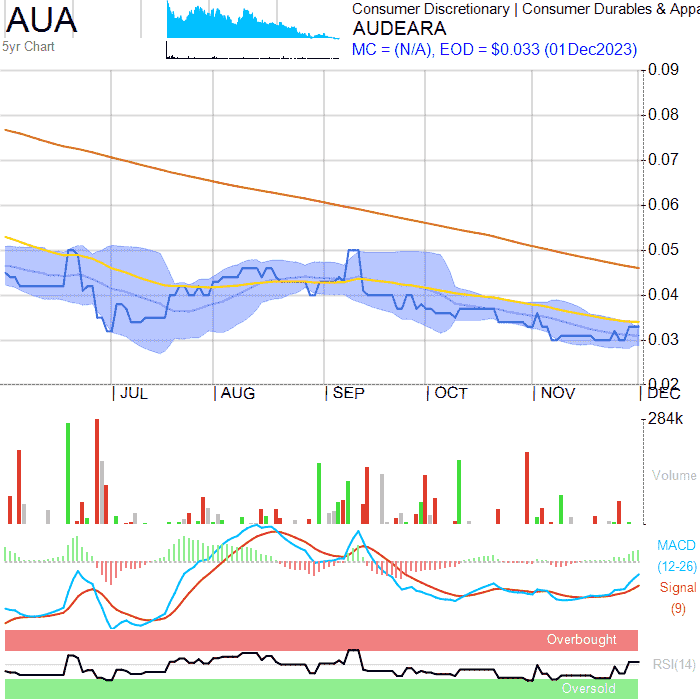 AUA
5yr Chart
Consumer Discretionary | Consumer Durables & Appa
AUDEARA
MC = (N/A), EOD = $0.033 (01Dec2023)
0.09
0.08
0.07
0.06
0.05
0.04
0.03
0.02
JUL AUG SEP OCT NOV DEC
284k
Volume
MACD
(12-26)
Signal
(9)
Overbought
RSI(14)
Oversold